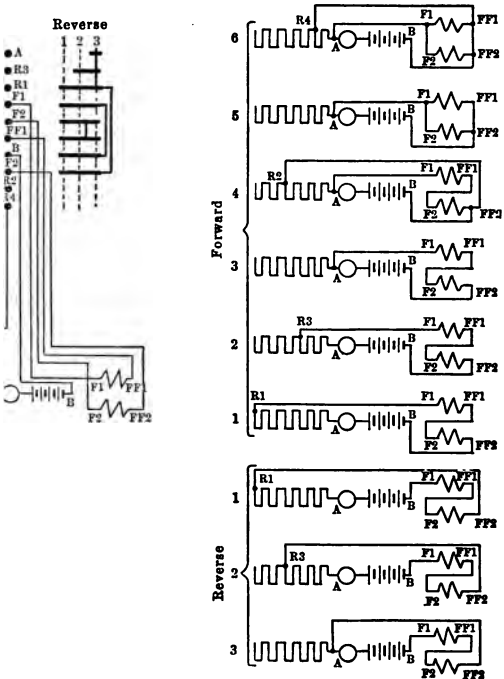 Reverse
1 2 3
A
R3
R1
F1
F2
FF1
B
F2
R2
R4
F1 FF1
B
F2 FF2
Forward
6 R4 A B F1 FF1 F2 FF2
5 A B F1 FF1 F2 FF2
4 R2 A B F1 FF1 F2 FF2
3 A B F1 FF1 F2 FF2
2 R3 A B F1 FF1 F2 FF2
1 R1 A B F1 FF1 F2 FF2
Reverse
1 R1 A B F1 FF1 F2 FF2
2 R3 A B F1 FF1 F2 FF2
3 A B F1 FF1 F2 FF2